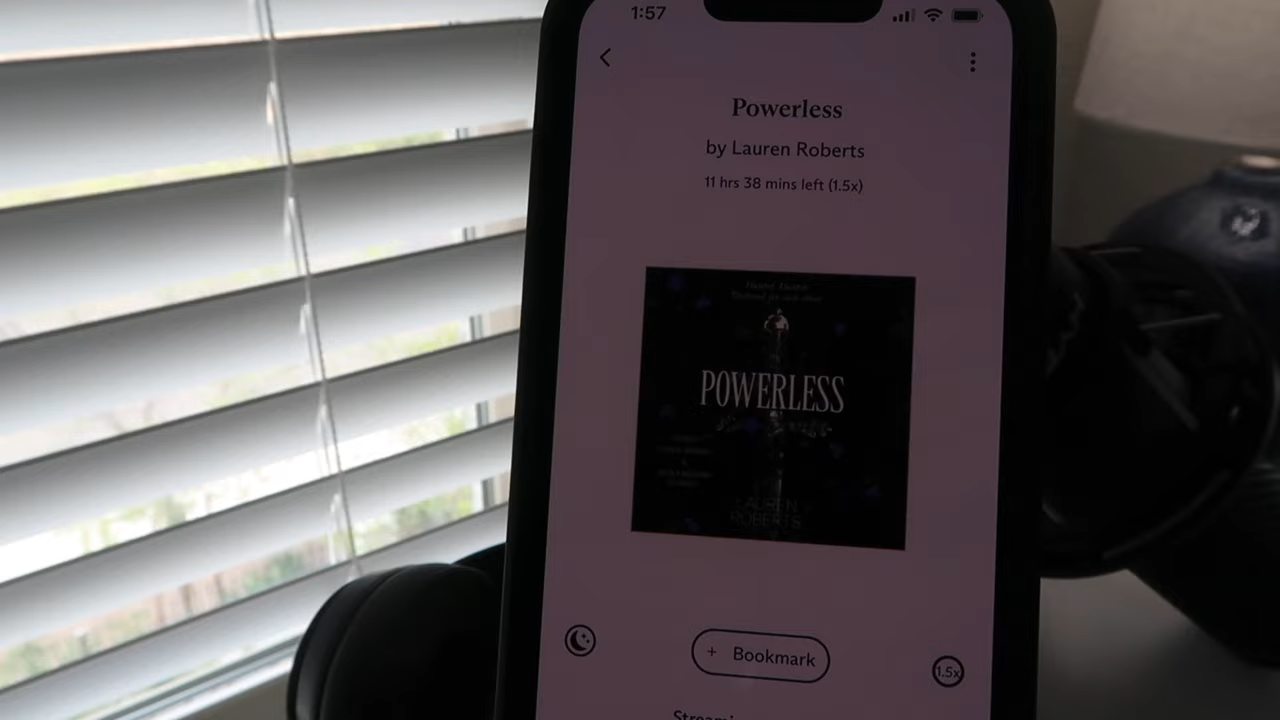 1:57
Powerless
by Lauren Roberts
11 hrs 38 mins left (1.5x)
POWERLESS
LAUREN
ROBERTS
+ Bookmark
1.5x